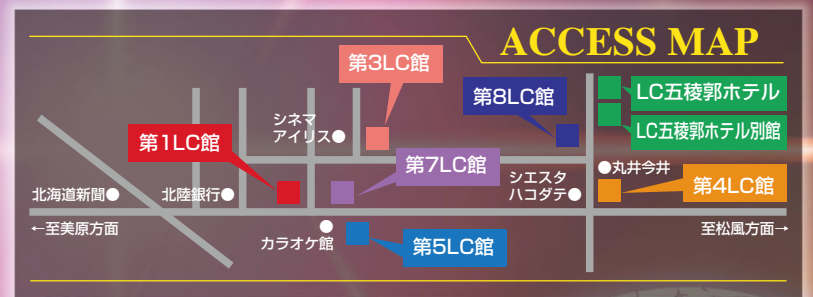 ACCESS MAP
第3LC館
第8LC館
LC五稜郭ホテル
LC五稜郭ホテル別館
シネマ
アイリス●
第1LC館
第7LC館
シエスタ
ハコダテ●
●丸井今井
第4LC館
北海道新聞●
北陸銀行●
←至美原方面
●
カラオケ館
第5LC館
至松風方面→